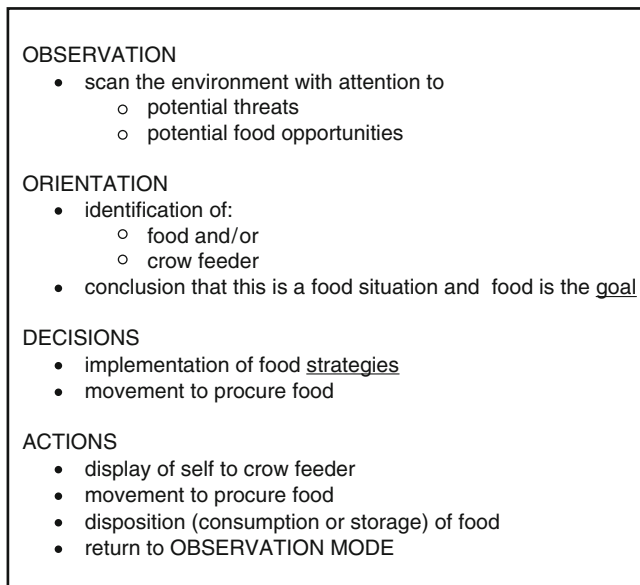 OBSERVATION
• scan the environment with attention to
o potential threats
o potential food opportunities
ORIENTATION
• identification of:
o food and/or
o crow feeder
• conclusion that this is a food situation and food is the goal
DECISIONS
• implementation of food strategies
• movement to procure food
ACTIONS
• display of self to crow feeder
• movement to procure food
• disposition (consumption or storage) of food
• return to OBSERVATION MODE